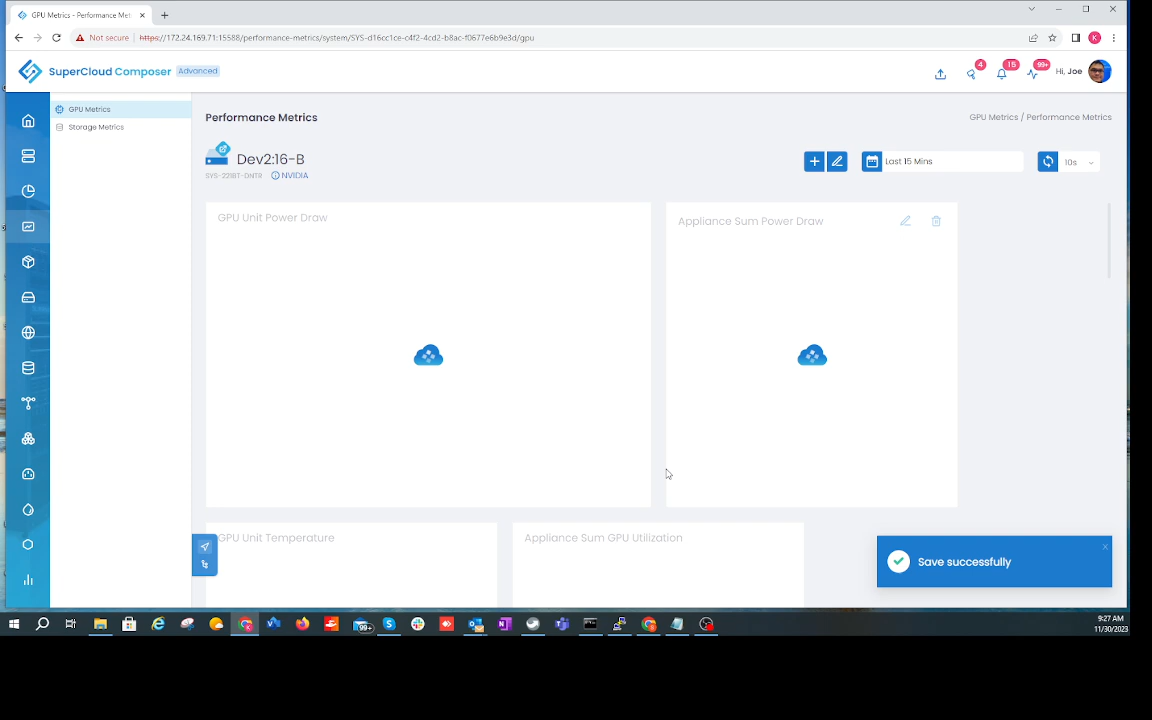 GPU Metrics - Performance Met
Not secure https://172.24.169.71:15588/performance-metrics/system/SYS-d16cc1ce-c4f2-4cd2-b8ac-f0677e6b9e3d/gpu
K
SuperCloud Composer Advanced
4
15
99+
Hi, Joe
GPU Metrics
Storage Metrics
Performance Metrics
GPU Metrics / Performance Metrics
Dev2:16-B
SYS-221BT-DNTR NVIDIA
Last 15 Mins
10s
GPU Unit Power Draw
Appliance Sum Power Draw
GPU Unit Temperature
Appliance Sum GPU Utilization
Save successfully
99+
9:27 AM
11/30/2023